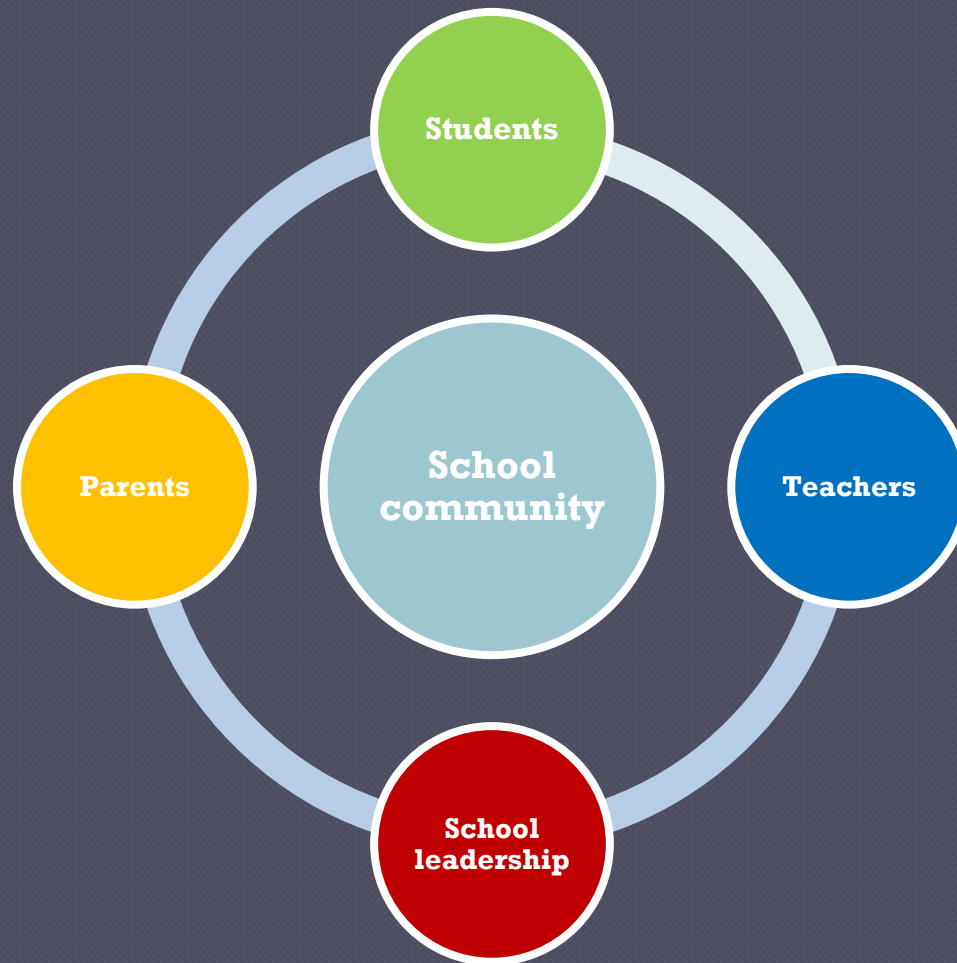 Students
Parents
School
community
Teachers
School
leadership